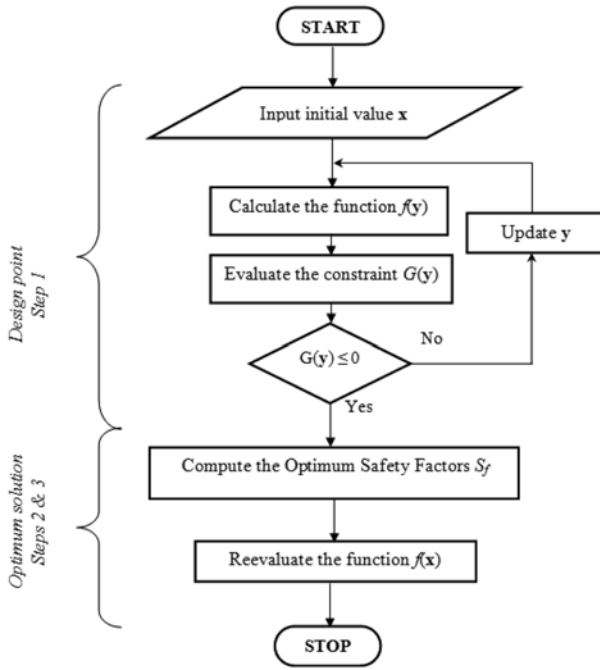 START
Input initial value x
Calculate the function f(y)
Update y
Evaluate the constraint G(y)
G(y) ≤ 0
No
Yes
Design point
Step 1
Compute the Optimum Safety Factors Sf
Reevaluate the function f(x)
Optimum solution
Steps 2 & 3
STOP